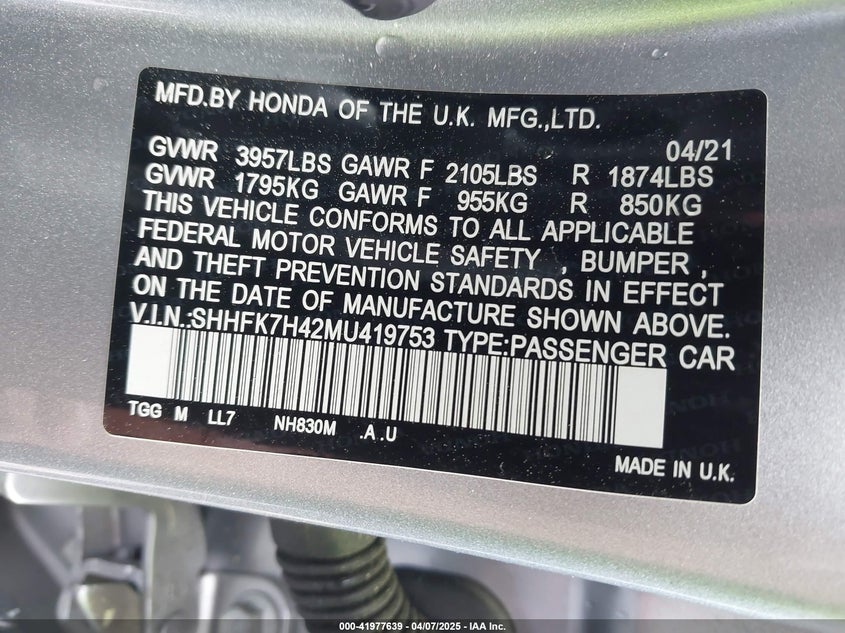 MFD.BY HONDA OF THE U.K. MFG.,LTD.
04/21
GVWR 3957LBS GAWR F 2105LBS R 1874LBS
GVWR 1795KG GAWR F 955KG R 850KG
THIS VEHICLE CONFORMS TO ALL APPLICABLE
FEDERAL MOTOR VEHICLE SAFETY , BUMPER ,
AND THEFT PREVENTION STANDARDS IN EFFECT
ON THE DATE OF MANUFACTURE SHOWN ABOVE.
V.I.N.:SHHFK7H42MU419753 TYPE:PASSENGER CAR
TGG M LL7 NH830M .A .U
MADE IN U.K.
000-41977639 - 04/07/2025 - IAA Inc.